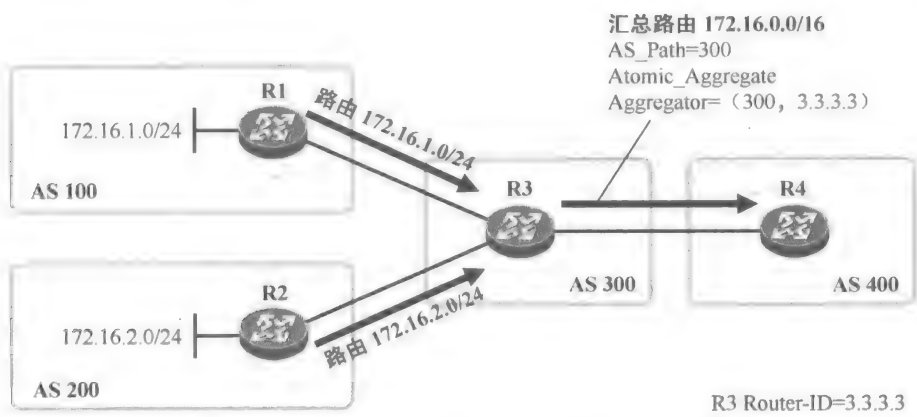 汇总路由 172.16.0.0/16
AS_Path=300
Atomic_Aggregate
Aggregator=（300，3.3.3.3）
R1
路由 172.16.1.0/24
172.16.1.0/24
AS 100
R3
R4
AS 300
AS 400
R2
路由 172.16.2.0/24
172.16.2.0/24
AS 200
R3 Router-ID=3.3.3.3